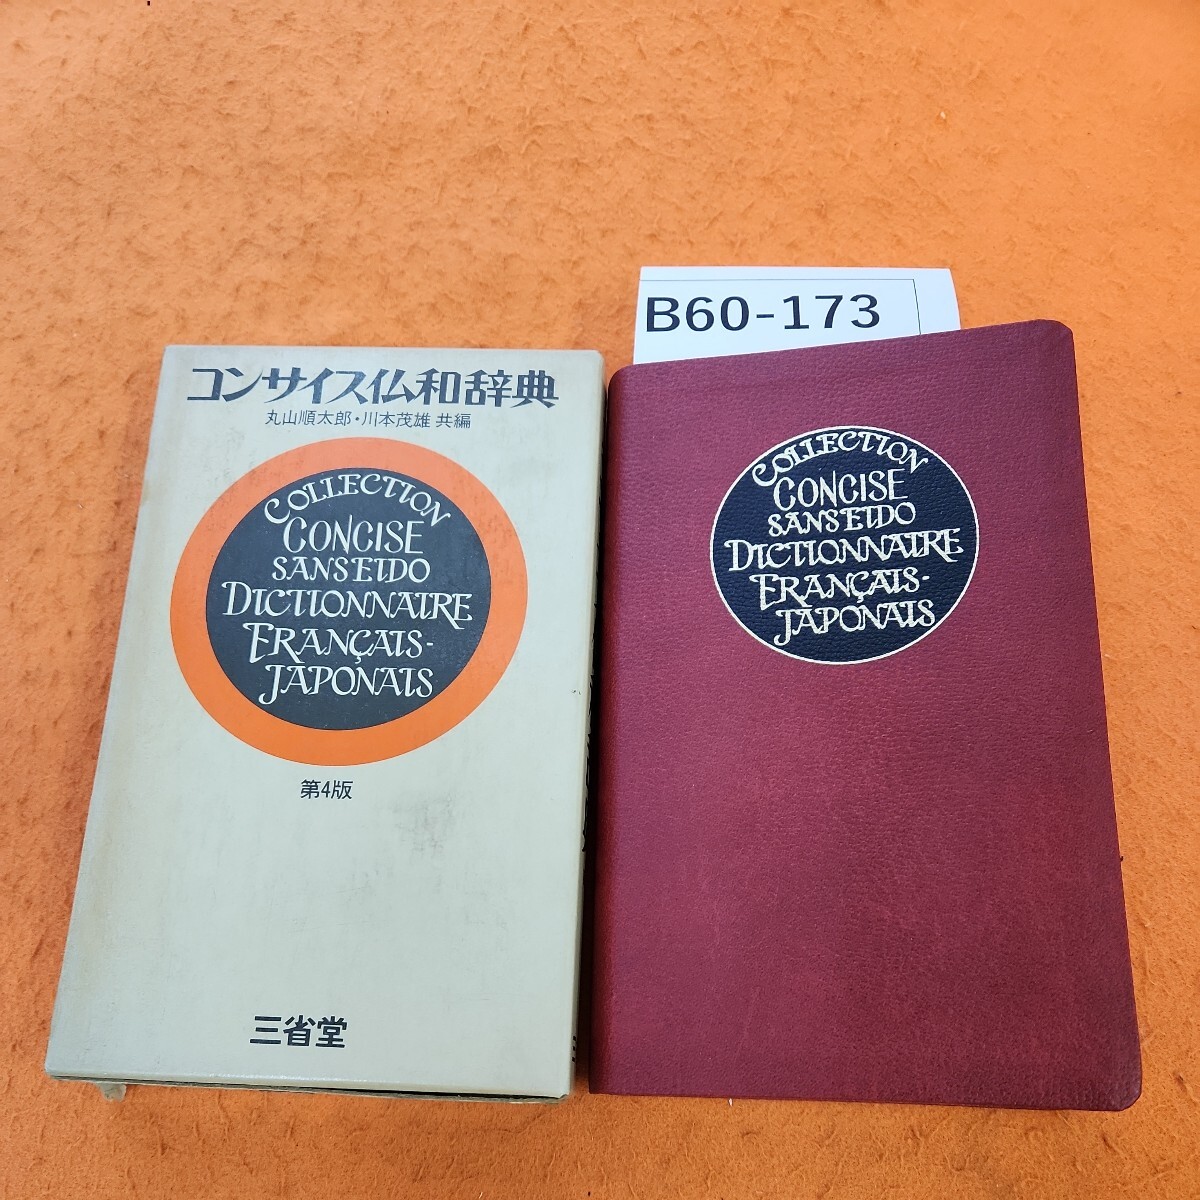 B60-173
コンサイス仏和辞典
丸山順太郎・川本茂雄 共編
COLLECTION
CONCISE
SANSEIDO
DICTIONNAIRE
FRANÇAIS-
JAPONAIS
第4版
三省堂
COLLECTION
CONCISE
SANSEIDO
DICTIONNAIRE
FRANÇAIS-
JAPONAIS